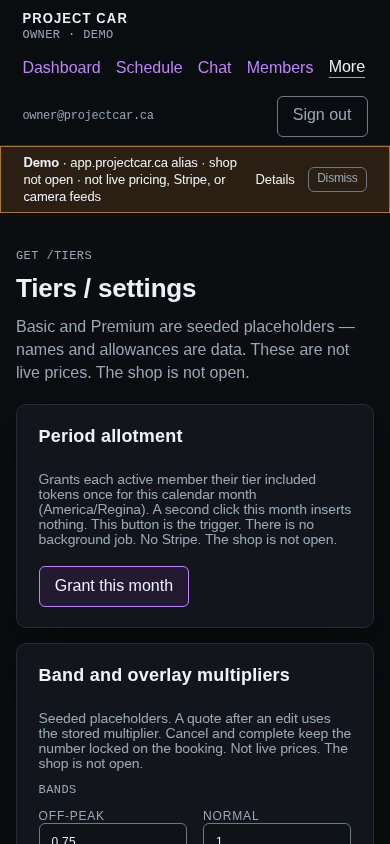 PROJECT CAR
OWNER · DEMO
Dashboard Schedule Chat Members More
owner@projectcar.ca Sign out
Demo · app.projectcar.ca alias · shop
not open · not live pricing, Stripe, or
camera feeds
Details Dismiss
GET /TIERS
Tiers / settings
Basic and Premium are seeded placeholders —
names and allowances are data. These are not
live prices. The shop is not open.
Period allotment
Grants each active member their tier included
tokens once for this calendar month
(America/Regina). A second click this month inserts
nothing. This button is the trigger. There is no
background job. No Stripe. The shop is not open.
Grant this month
Band and overlay multipliers
Seeded placeholders. A quote after an edit uses
the stored multiplier. Cancel and complete keep the
number locked on the booking. Not live prices. The
shop is not open.
BANDS
OFF-PEAK NORMAL
0.75 1